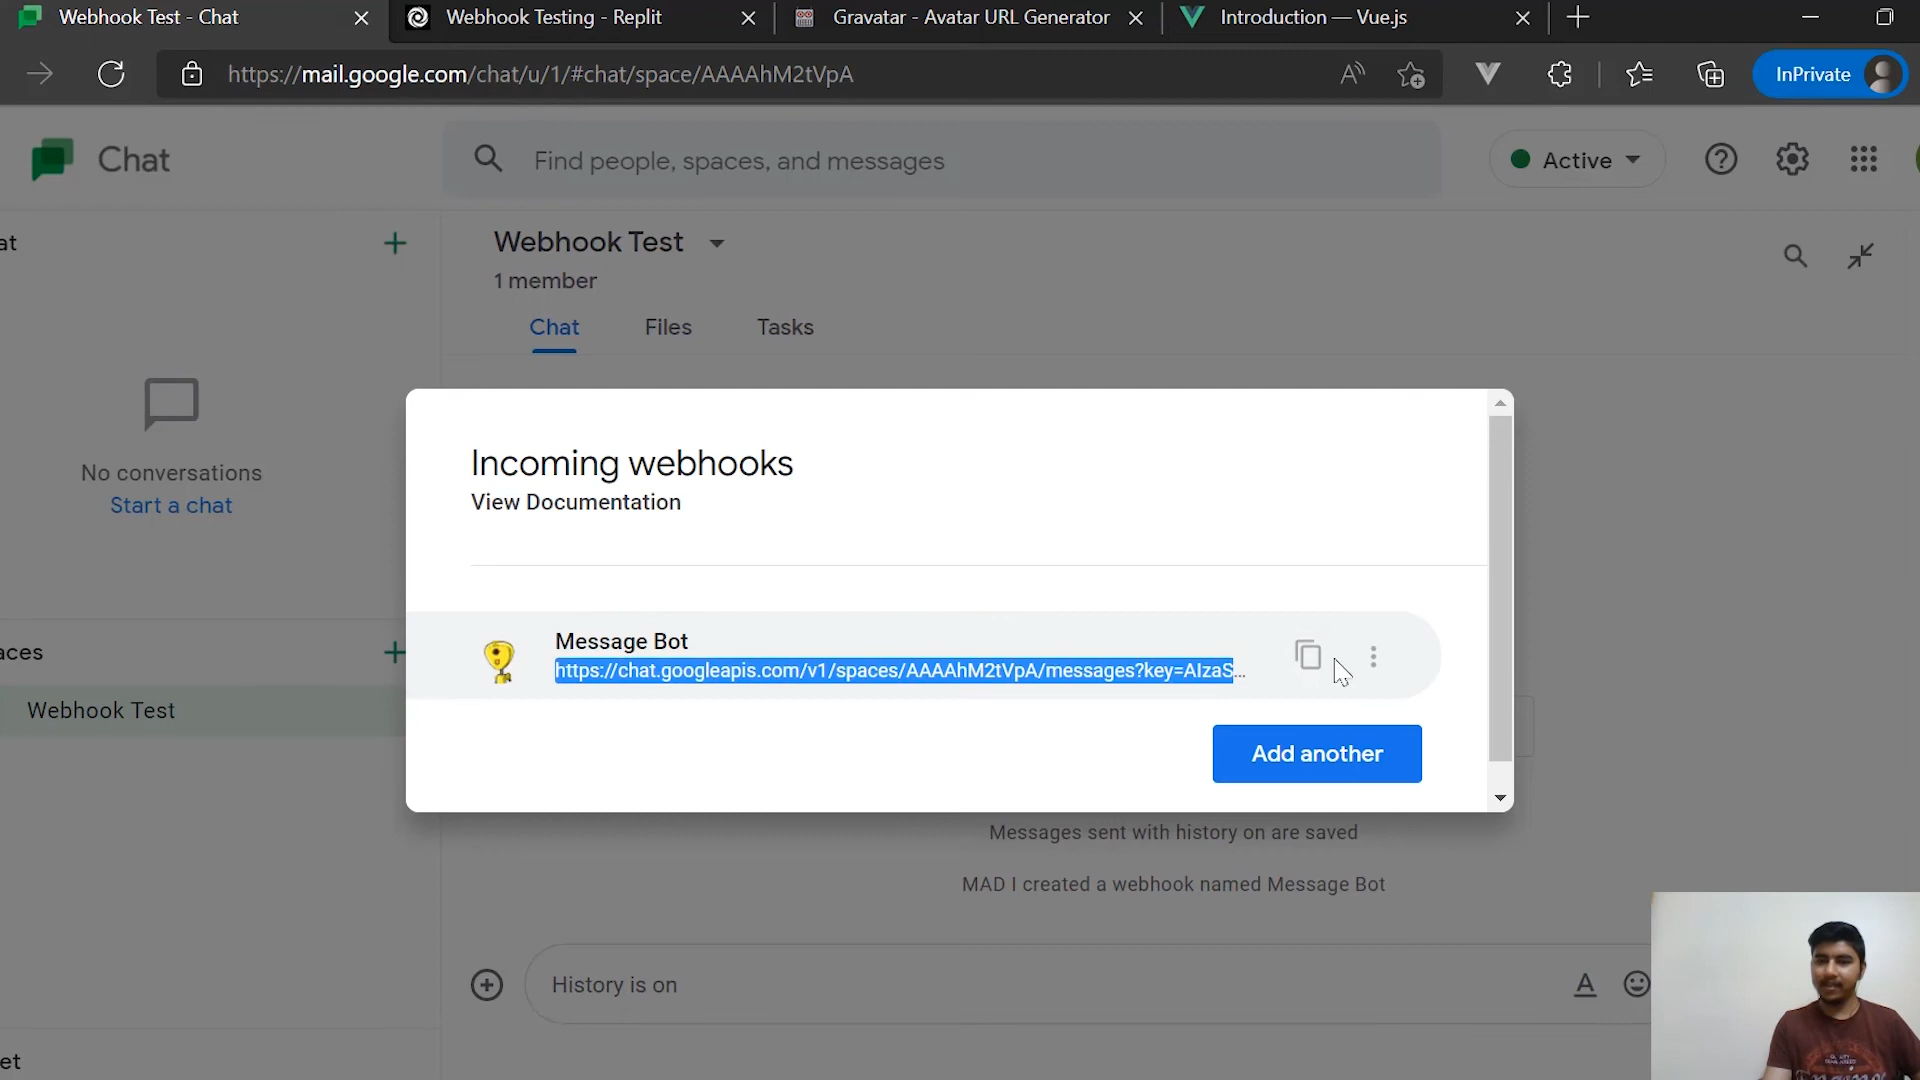 Webhook Test - Chat
Webhook Testing - Replit
Gravatar - Avatar URL Generator
Introduction — Vue.js
https://mail.google.com/chat/u/1/#chat/space/AAAAhM2tVpA
InPrivate
Chat
Find people, spaces, and messages
Active
at
Webhook Test
1 member
Chat
Files
Tasks
No conversations
Start a chat
Incoming webhooks
View Documentation
aces
Message Bot
https://chat.googleapis.com/v1/spaces/AAAAhM2tVpA/messages?key=AIzaS...
Webhook Test
Add another
Messages sent with history on are saved
MAD I created a webhook named Message Bot
History is on
et